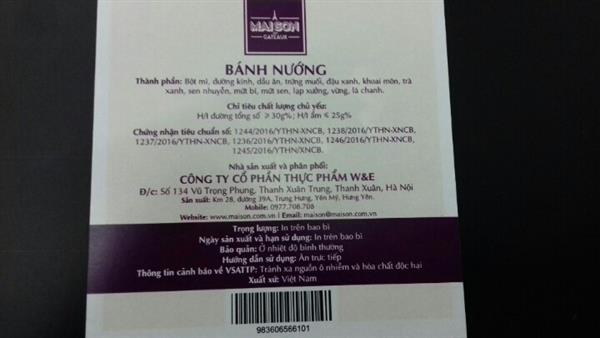 MAISON
GATEAUX
BÁNH NƯỚNG
Thành phần: Bột mì, đường kính, dầu ăn, trứng muối, đậu xanh, khoai môn, trà
xanh, sen nhuyễn, mứt bí, mứt sen, lạp xưởng, vừng, lá chanh.
Chỉ tiêu chất lượng chủ yếu:
H/l đường tổng số ≥ 30g%; H/l ẩm ≤ 25g%
Chứng nhận tiêu chuẩn số: 1244/2016/YTHN-XNCB, 1238/2016/YTHN-XNCB,
1237/2016/YTHN-XNCB, 1236/2016/YTHN-XNCB, 1246/2016/YTHN-XNCB,
1245/2016/YTHN/XNCB.
Nhà sản xuất và phân phối:
CÔNG TY CỔ PHẦN THỰC PHẨM W&E
Đ/c: Số 134 Vũ Trọng Phụng, Thanh Xuân Trung, Thanh Xuân, Hà Nội
Sản xuất: Km 28, đường 39A, Trung Hưng, Yên Mỹ, Hưng Yên.
Mobile: 0977.708.708
Website: www.maison.com.vn | Email: maison@maison.com.vn
Trọng lượng: In trên bao bì
Ngày sản xuất và hạn sử dụng: In trên bao bì
Bảo quản: Ở nhiệt độ bình thường
Hướng dẫn sử dụng: Ăn trực tiếp
Thông tin cảnh báo về VSATTP: Tránh xa nguồn ô nhiễm và hóa chất độc hại
Xuất xứ: Việt Nam
983606566101